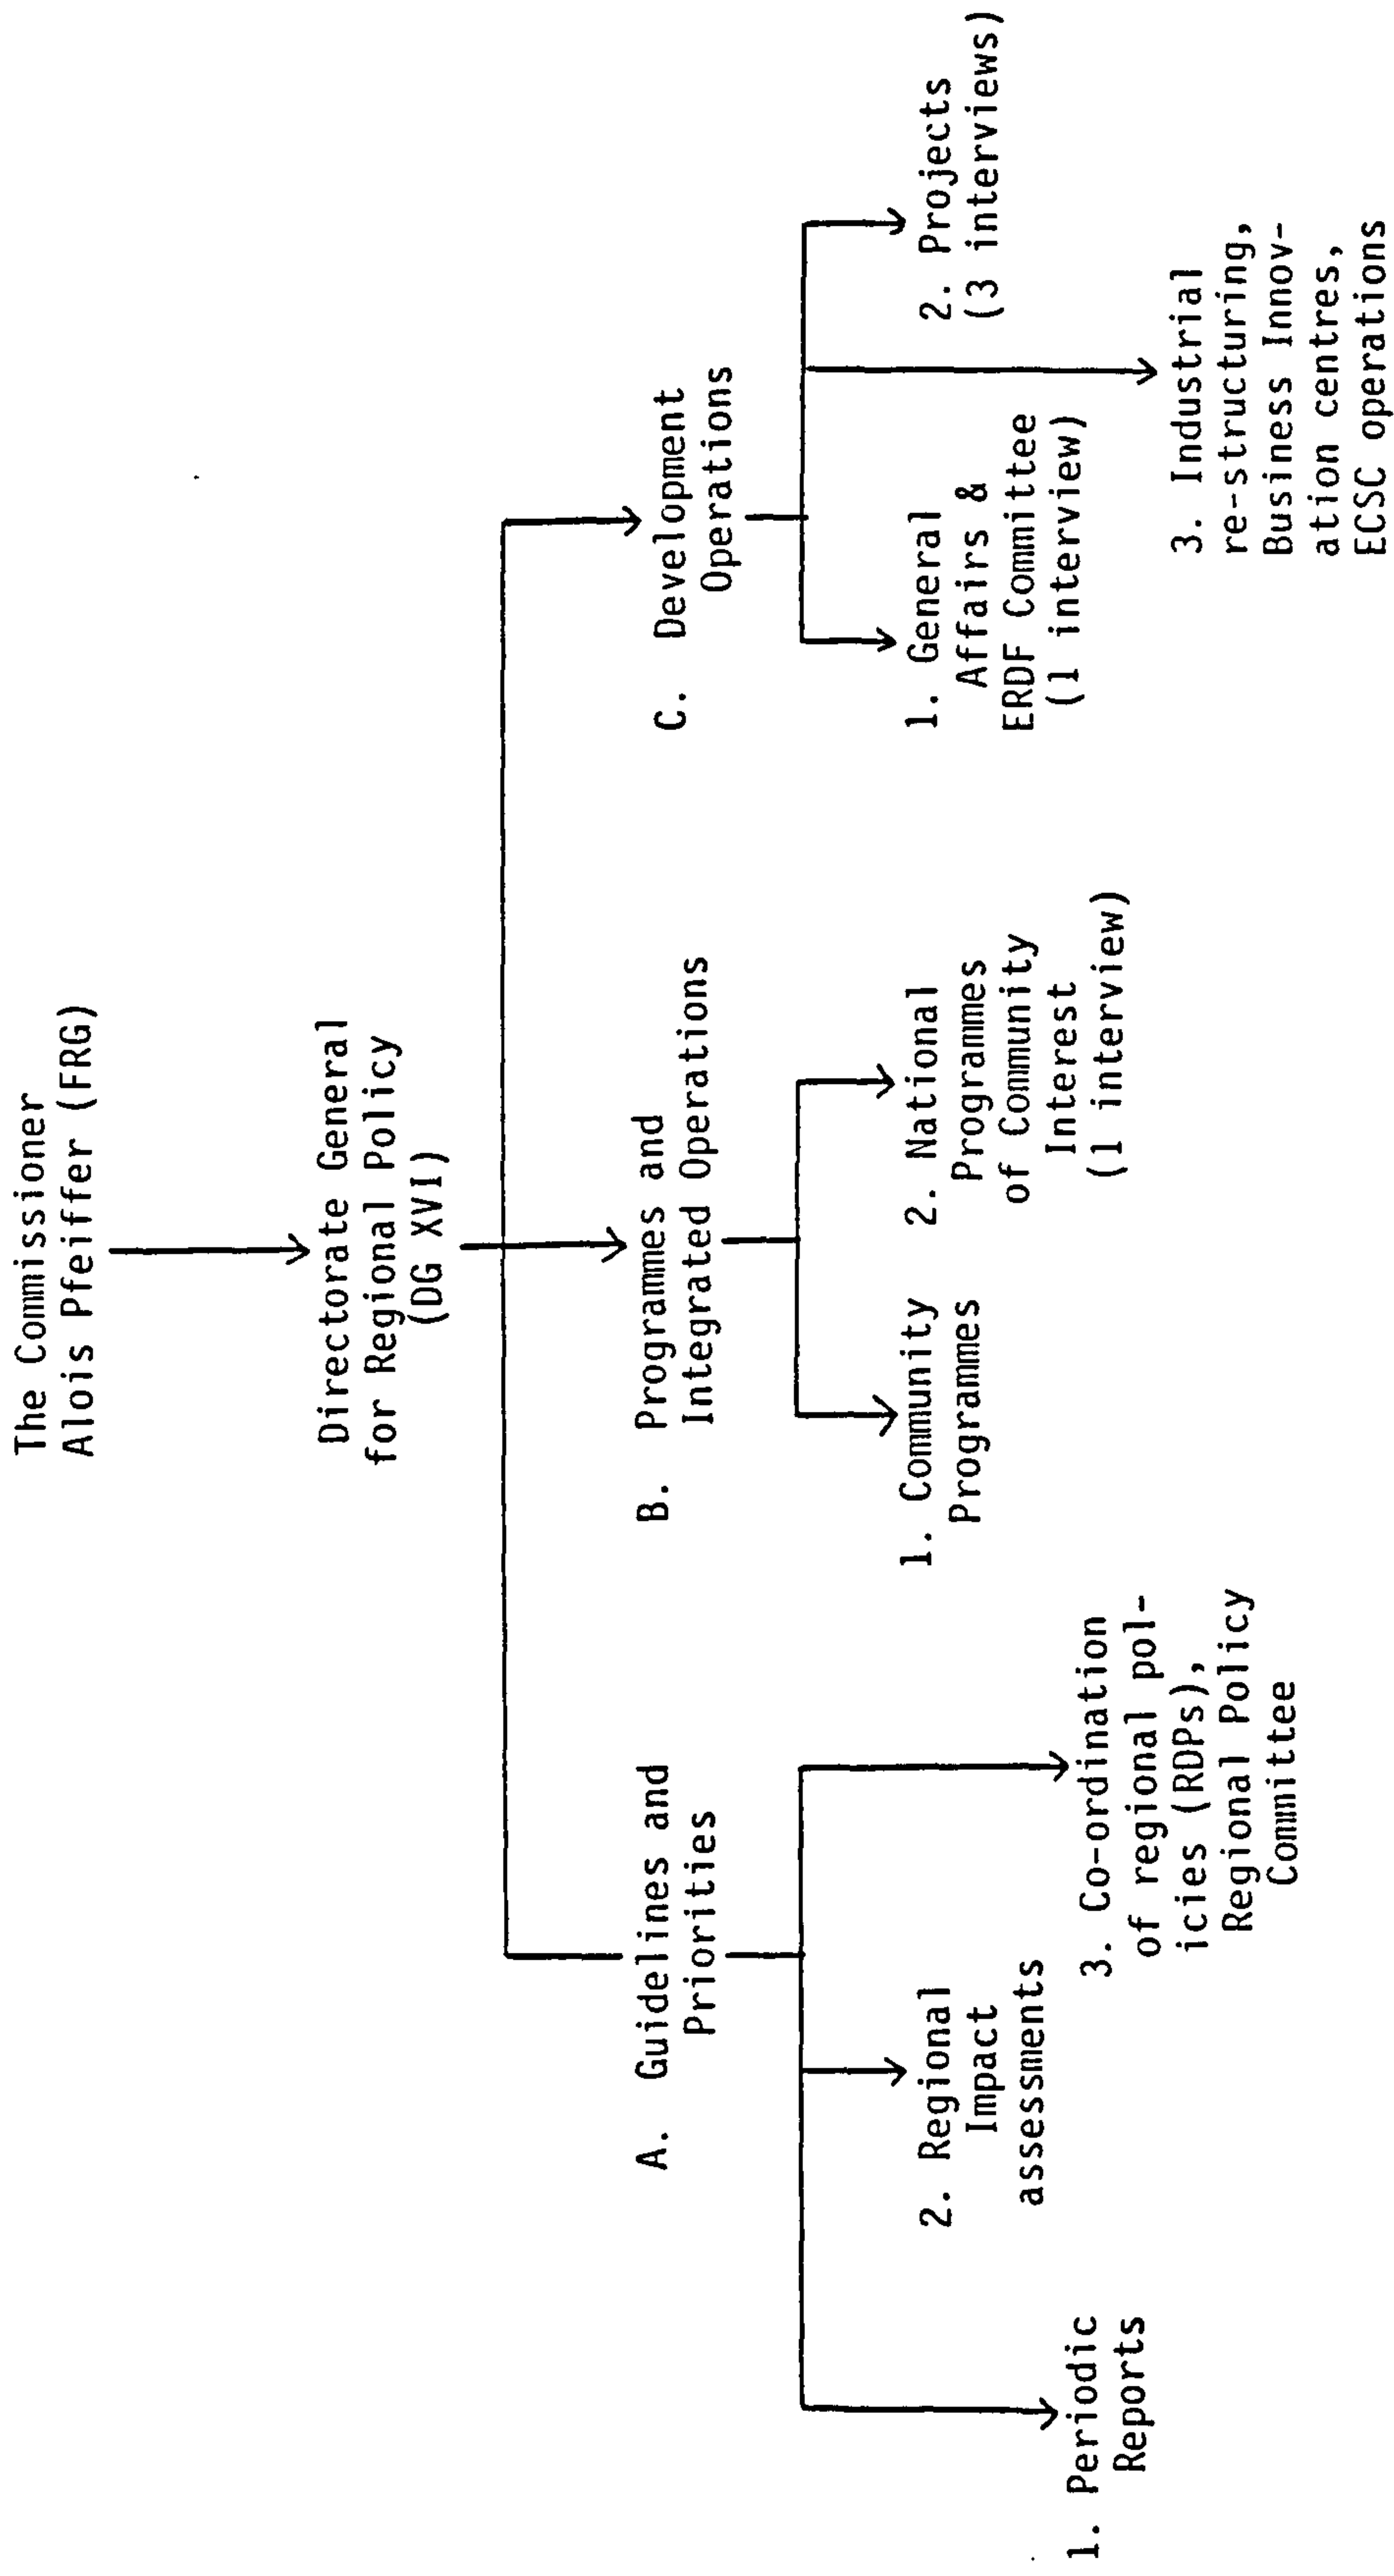 The Commissioner
Alois Pfeiffer (FRG)
Directorate General
for Regional Policy
(DG XVI)
A. Guidelines and
Priorities
1. Periodic
Reports
2. Regional
Impact
assessments
3. Co-ordination
of regional pol-
icies (RDPs),
Regional Policy
Committee
B. Programmes and
Integrated Operations
1. Community
Programmes
2. National
Programmes
of Community
Interest
(1 interview)
C. Development
Operations
1. General
Affairs &
ERDF Committee
(1 interview)
2. Projects
(3 interviews)
3. Industrial
re-structuring,
Business Innov-
ation centres,
ECSC operations